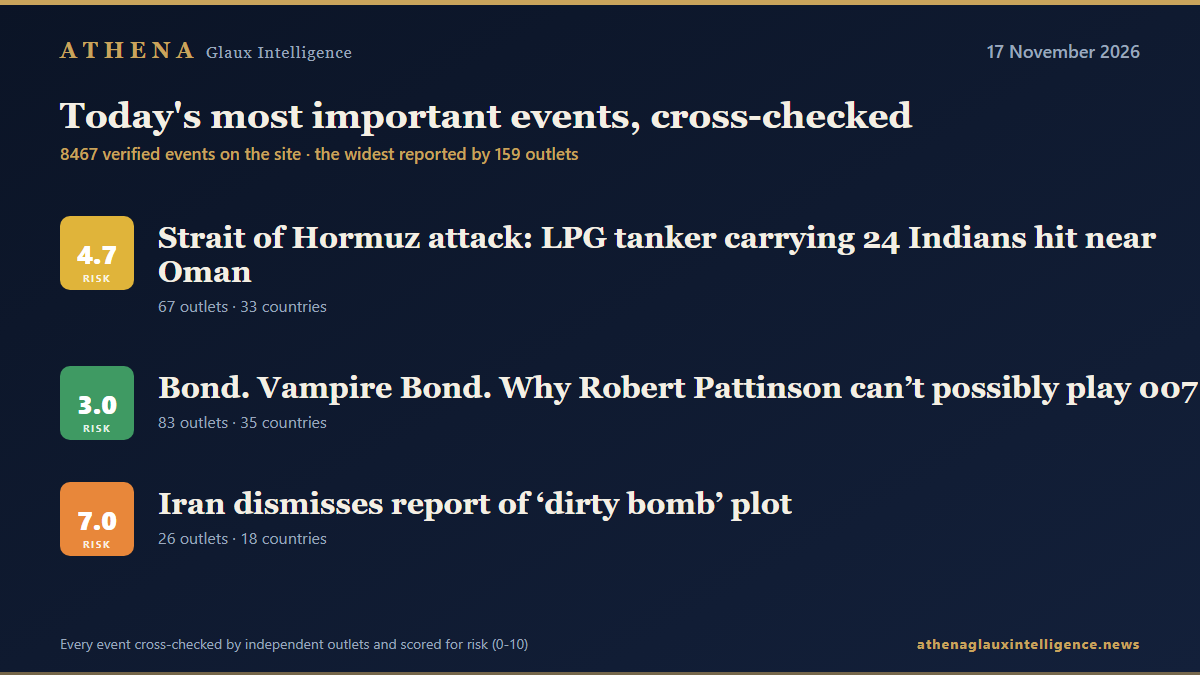 ATHENA Glaux Intelligence
17 November 2026
Today's most important events, cross-checked
8467 verified events on the site · the widest reported by 159 outlets
4.7
RISK
Strait of Hormuz attack: LPG tanker carrying 24 Indians hit near
Oman
67 outlets · 33 countries
3.0
RISK
Bond. Vampire Bond. Why Robert Pattinson can’t possibly play 007
83 outlets · 35 countries
7.0
RISK
Iran dismisses report of ‘dirty bomb’ plot
26 outlets · 18 countries
Every event cross-checked by independent outlets and scored for risk (0-10)
athenaglauxintelligence.news